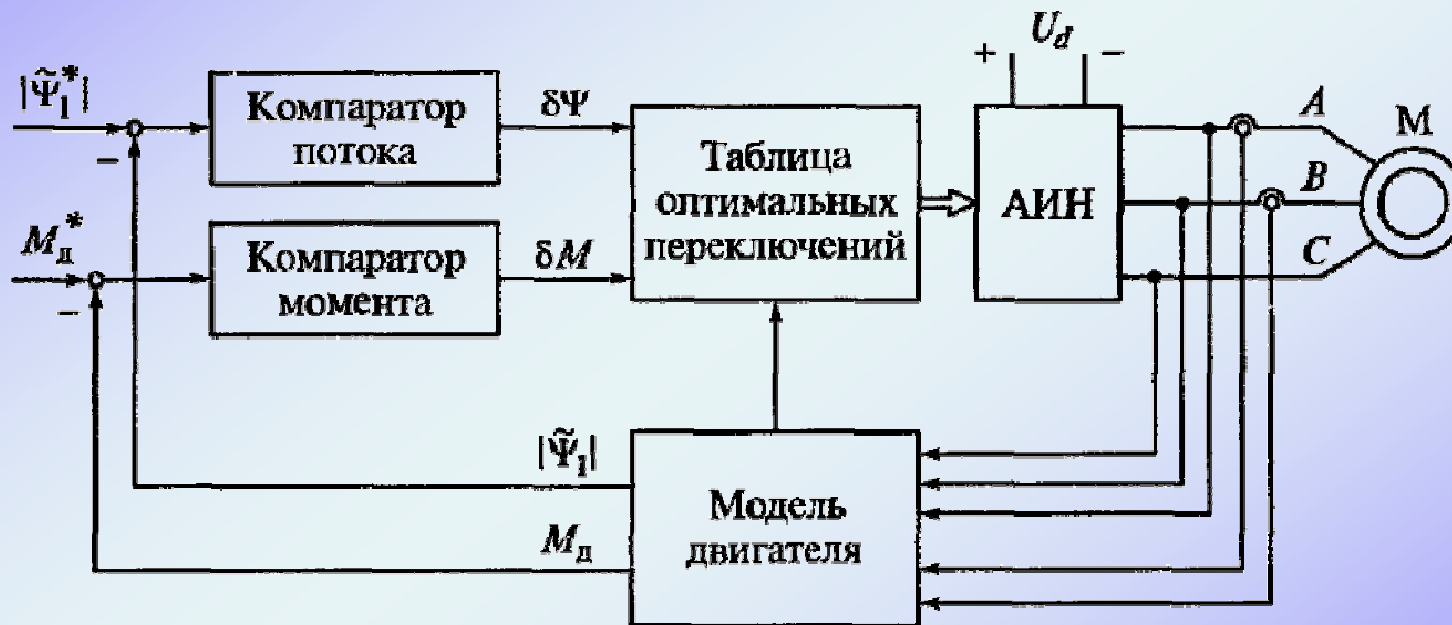 U_d
+ −
|Ψ̃₁*|
Компаратор
потока
δΨ
−
Таблица
оптимальных
переключений
АИН
A
M
B
C
M_д*
Компаратор
момента
δM
−
|Ψ̃₁|
M_д
Модель
двигателя